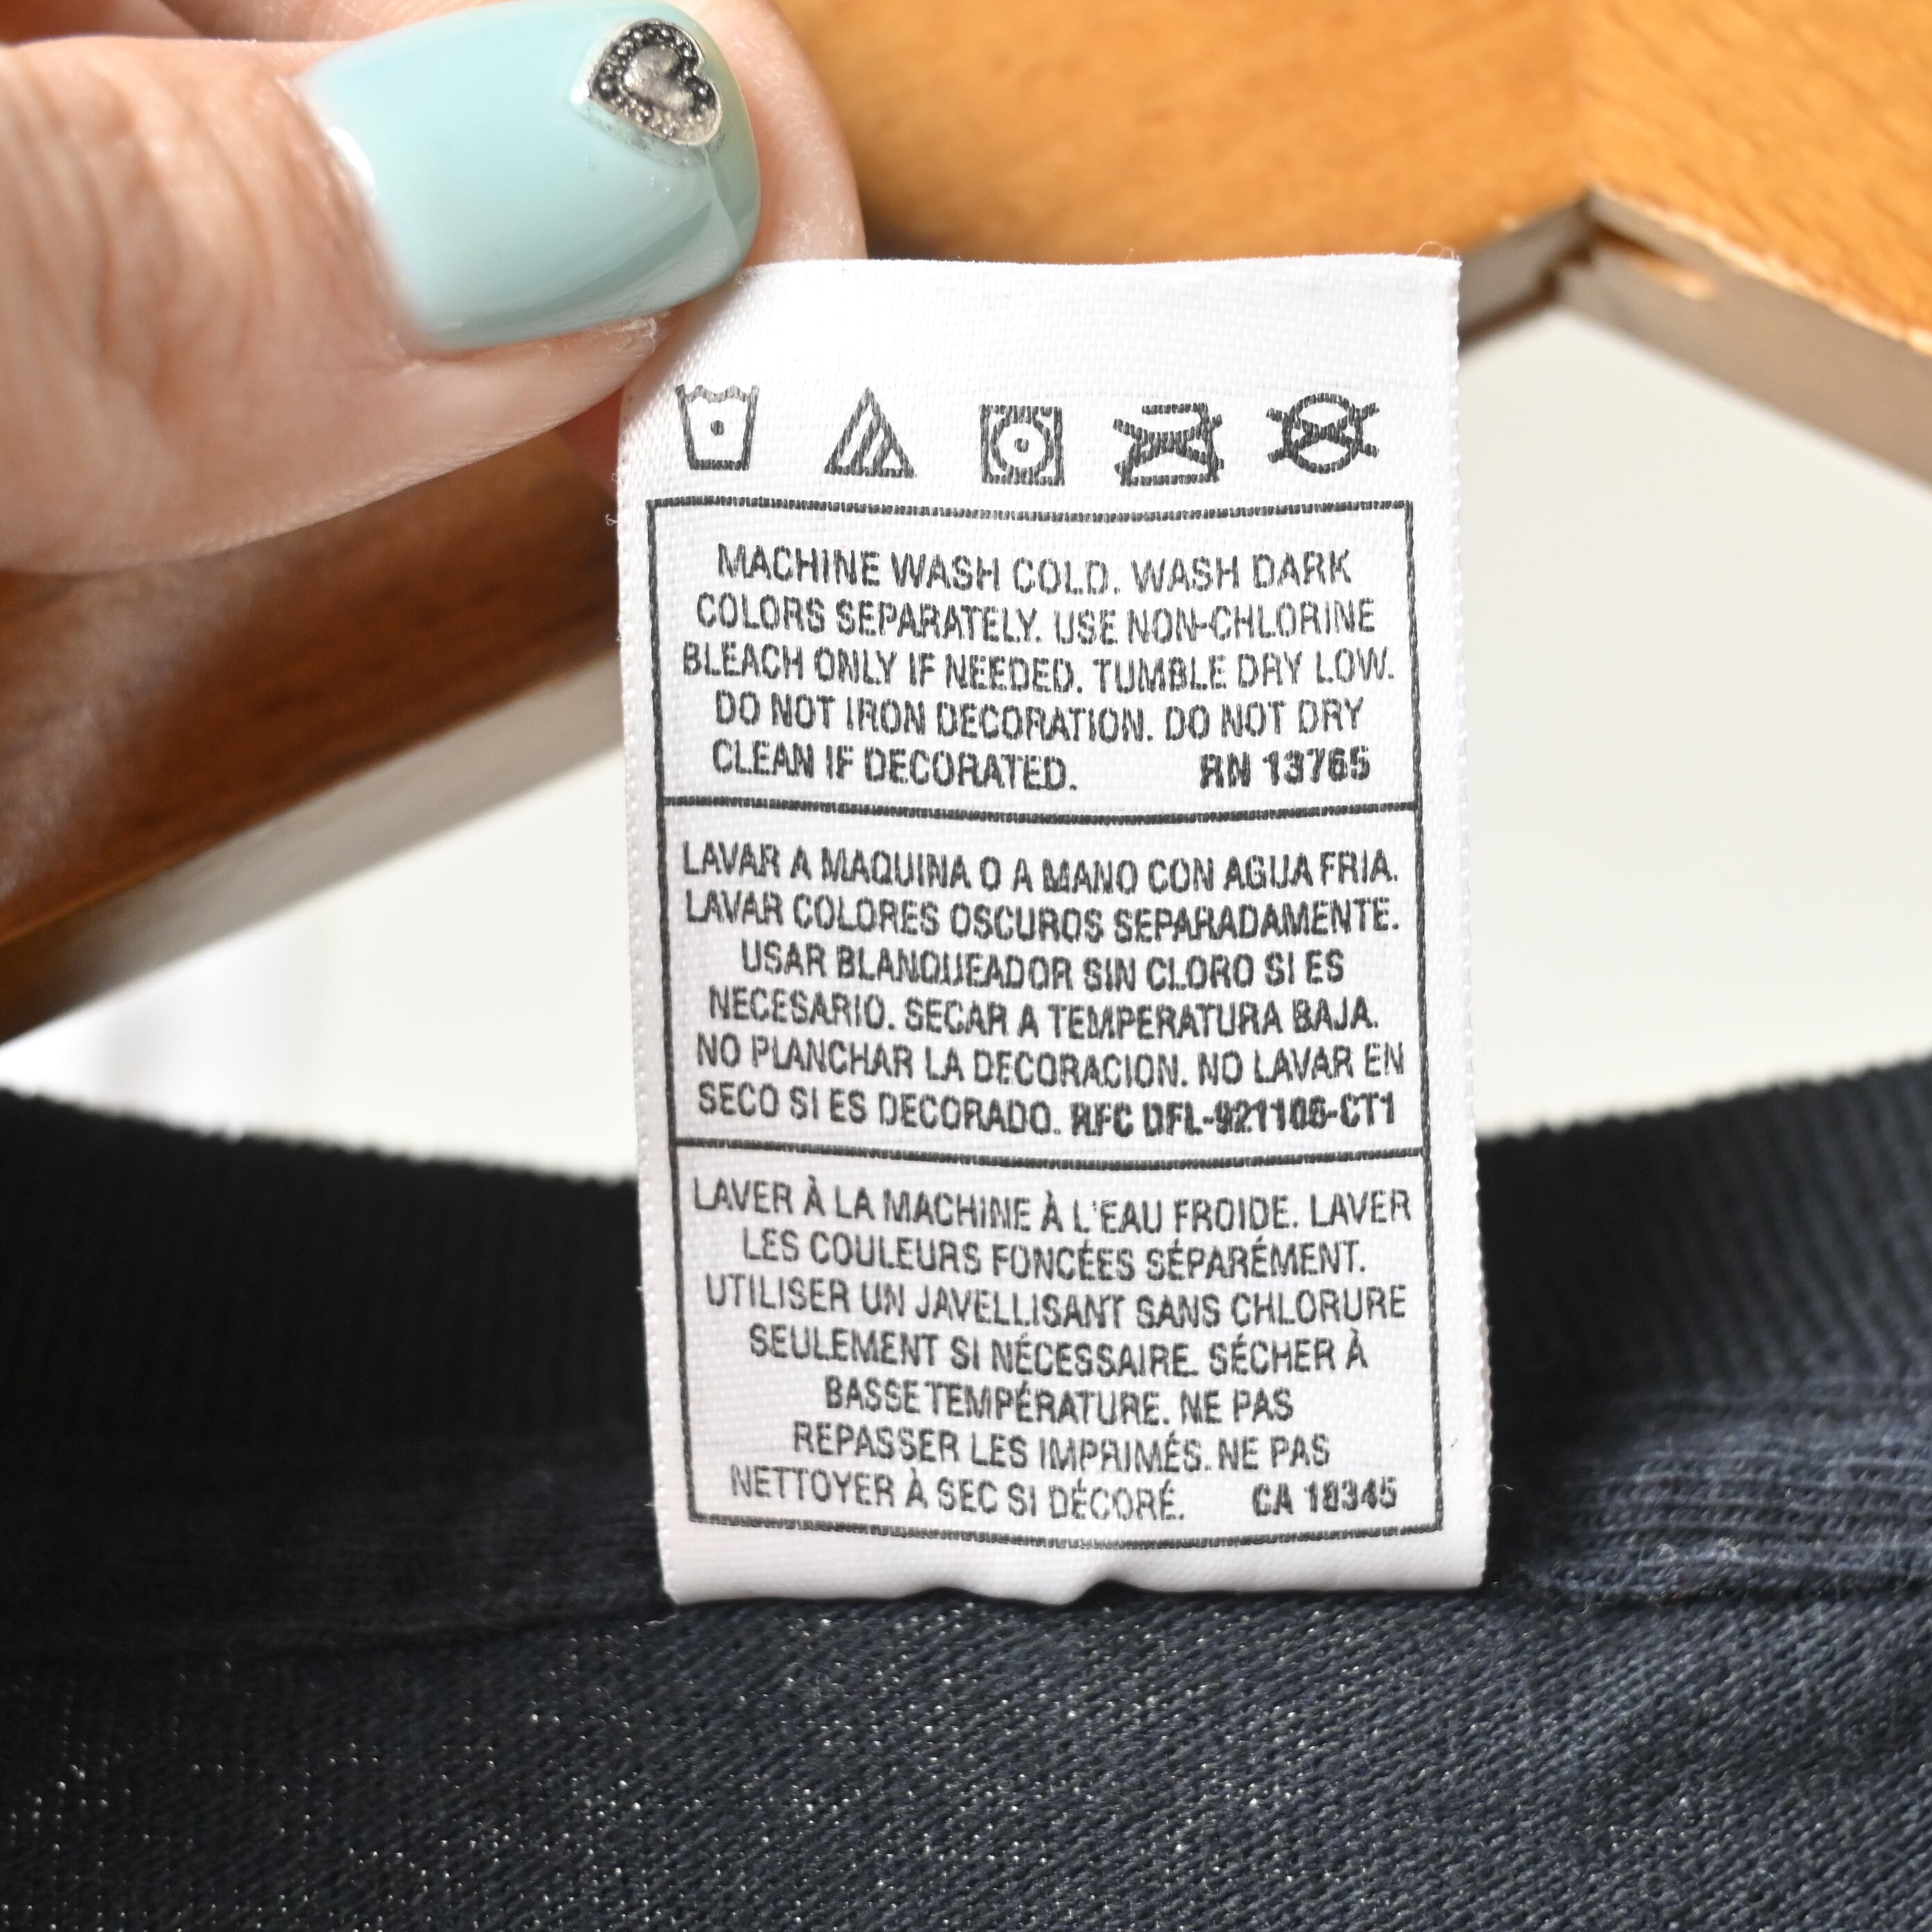 MACHINE WASH COLD. WASH DARK
COLORS SEPARATELY. USE NON-CHLORINE
BLEACH ONLY IF NEEDED. TUMBLE DRY LOW.
DO NOT IRON DECORATION. DO NOT DRY
CLEAN IF DECORATED. RN 13765
LAVAR A MAQUINA O A MANO CON AGUA FRIA.
LAVAR COLORES OSCUROS SEPARADAMENTE.
USAR BLANQUEADOR SIN CLORO SI ES
NECESARIO. SECAR A TEMPERATURA BAJA.
NO PLANCHAR LA DECORACION. NO LAVAR EN
SECO SI ES DECORADO. RFC DFL-921106-CT1
LAVER À LA MACHINE À L'EAU FROIDE. LAVER
LES COULEURS FONCÉES SÉPARÉMENT.
UTILISER UN JAVELLISANT SANS CHLORURE
SEULEMENT SI NÉCESSAIRE. SÉCHER À
BASSE TEMPÉRATURE. NE PAS
REPASSER LES IMPRIMÉS. NE PAS
NETTOYER À SEC SI DÉCORÉ. CA 18345